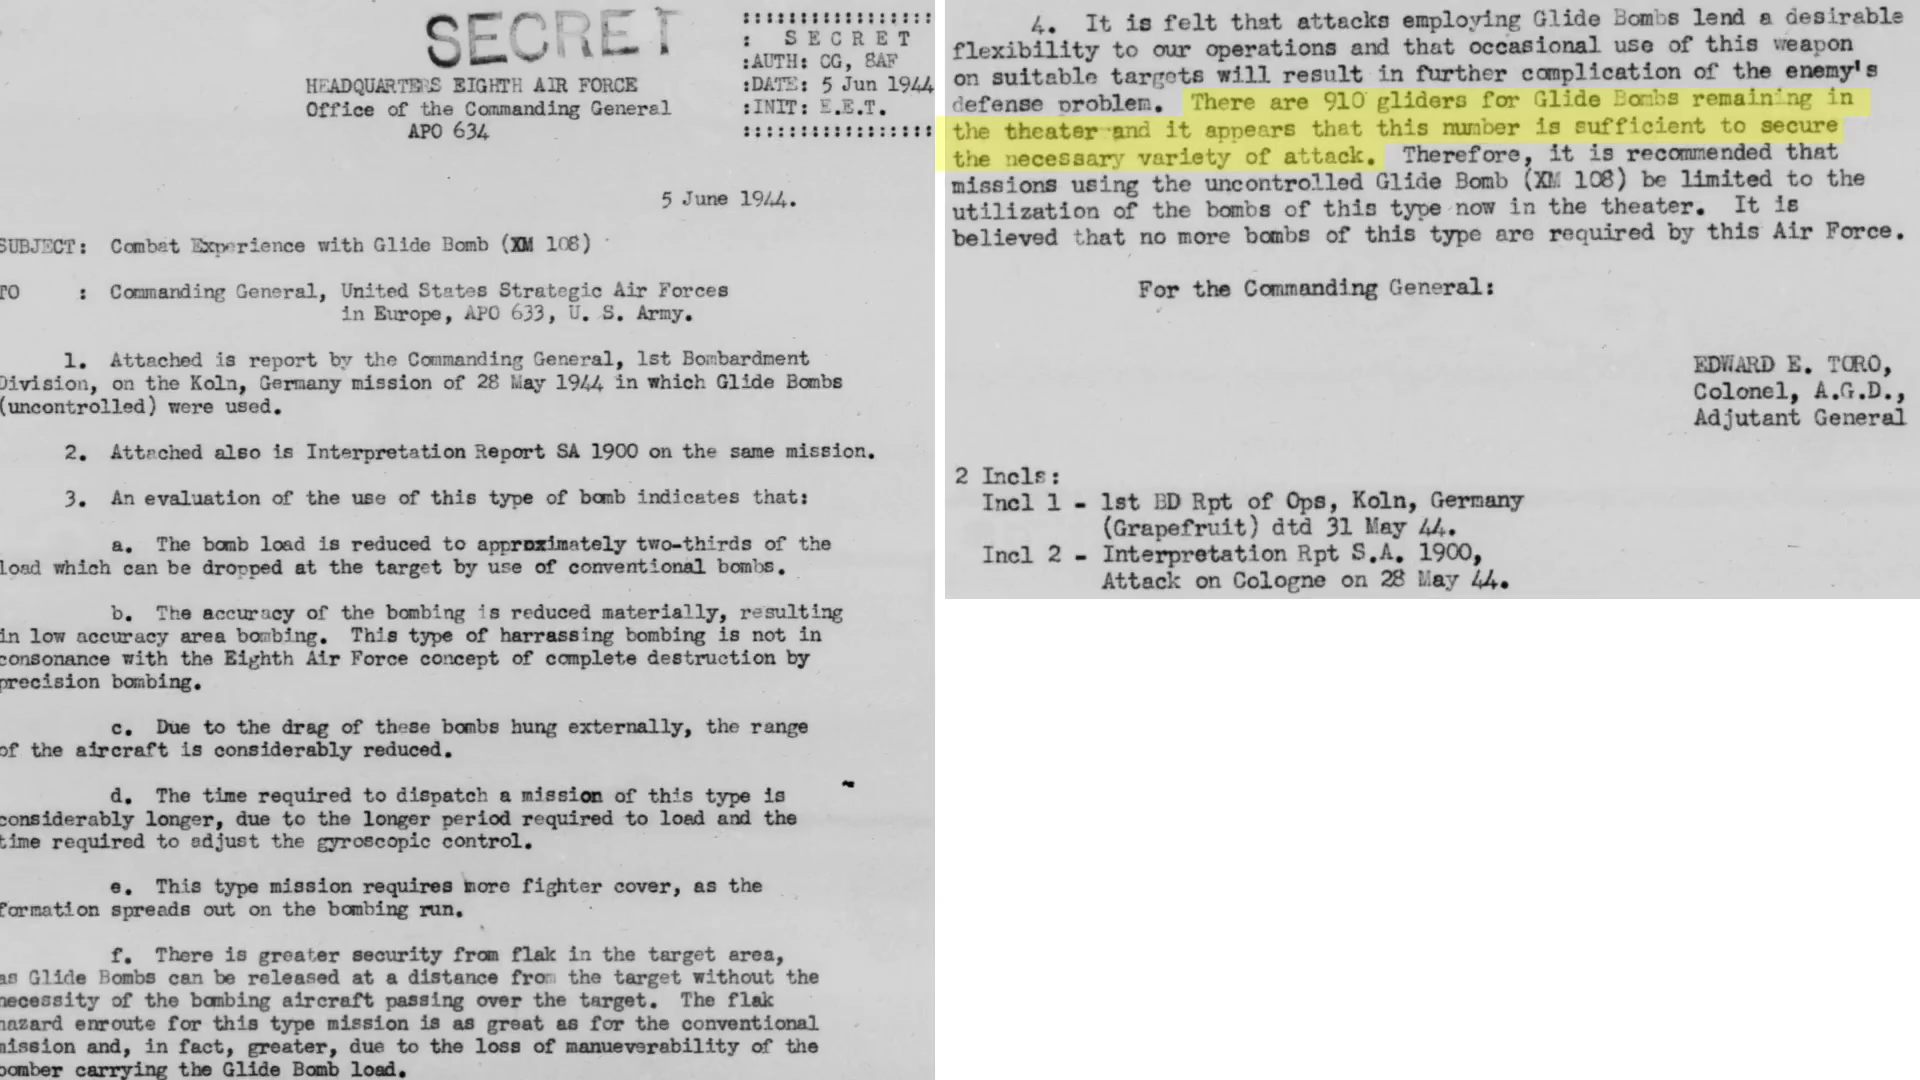 SECRET
: S E C R E T
:AUTH: CG, 8AF
:DATE: 5 Jun 1944
:INIT: E.E.T.
HEADQUARTERS EIGHTH AIR FORCE
Office of the Commanding General
APO 634
5 June 1944.
SUBJECT: Combat Experience with Glide Bomb (XM 108)
TO : Commanding General, United States Strategic Air Forces
in Europe, APO 633, U. S. Army.
1. Attached is report by the Commanding General, 1st Bombardment
Division, on the Koln, Germany mission of 28 May 1944 in which Glide Bombs
(uncontrolled) were used.
2. Attached also is Interpretation Report SA 1900 on the same mission.
3. An evaluation of the use of this type of bomb indicates that:
a. The bomb load is reduced to approximately two-thirds of the
load which can be dropped at the target by use of conventional bombs.
b. The accuracy of the bombing is reduced materially, resulting
in low accuracy area bombing. This type of harrassing bombing is not in
consonance with the Eighth Air Force concept of complete destruction by
precision bombing.
c. Due to the drag of these bombs hung externally, the range
of the aircraft is considerably reduced.
d. The time required to dispatch a mission of this type is
considerably longer, due to the longer period required to load and the
time required to adjust the gyroscopic control.
e. This type mission requires more fighter cover, as the
formation spreads out on the bombing run.
f. There is greater security from flak in the target area,
as Glide Bombs can be released at a distance from the target without the
necessity of the bombing aircraft passing over the target. The flak
hazard enroute for this type mission is as great as for the conventional
mission and, in fact, greater, due to the loss of manueverability of the
bomber carrying the Glide Bomb load.
4. It is felt that attacks employing Glide Bombs lend a desirable
flexibility to our operations and that occasional use of this weapon
on suitable targets will result in further complication of the enemy's
defense problem. There are 910 gliders for Glide Bombs remaining in
the theater and it appears that this number is sufficient to secure
the necessary variety of attack. Therefore, it is recommended that
missions using the uncontrolled Glide Bomb (XM 108) be limited to the
utilization of the bombs of this type now in the theater. It is
believed that no more bombs of this type are required by this Air Force.
For the Commanding General:
EDWARD E. TORO,
Colonel, A.G.D.,
Adjutant General
2 Incls:
Incl 1 - 1st BD Rpt of Ops, Koln, Germany
(Grapefruit) dtd 31 May 44.
Incl 2 - Interpretation Rpt S.A. 1900,
Attack on Cologne on 28 May 44.